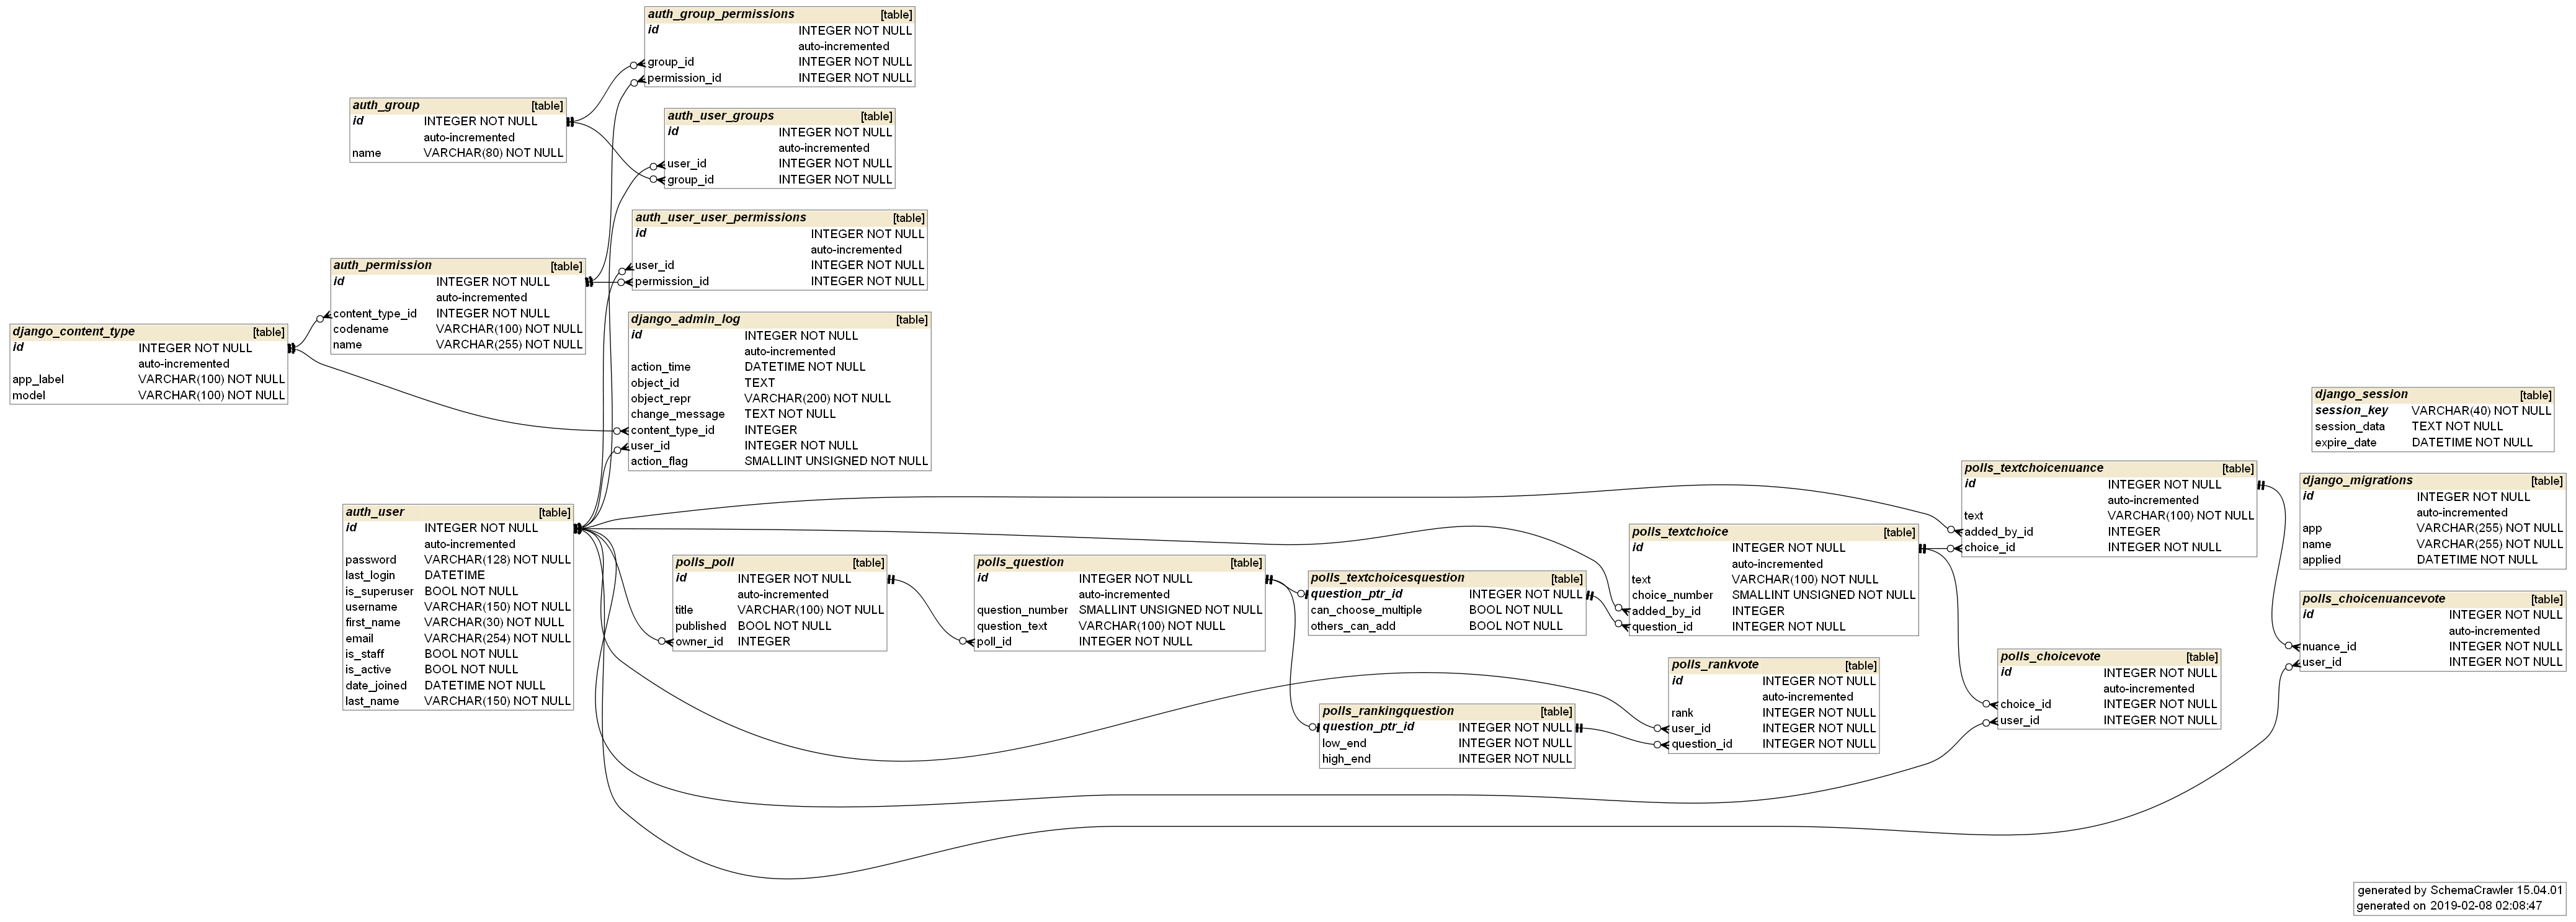 auth_group_permissions [table]
id INTEGER NOT NULL
auto-incremented
group_id INTEGER NOT NULL
permission_id INTEGER NOT NULL
auth_group [table]
id INTEGER NOT NULL
auto-incremented
name VARCHAR(80) NOT NULL
auth_user_groups [table]
id INTEGER NOT NULL
auto-incremented
user_id INTEGER NOT NULL
group_id INTEGER NOT NULL
auth_user_user_permissions [table]
id INTEGER NOT NULL
auto-incremented
user_id INTEGER NOT NULL
permission_id INTEGER NOT NULL
auth_permission [table]
id INTEGER NOT NULL
auto-incremented
content_type_id INTEGER NOT NULL
codename VARCHAR(100) NOT NULL
name VARCHAR(255) NOT NULL
django_content_type [table]
id INTEGER NOT NULL
auto-incremented
app_label VARCHAR(100) NOT NULL
model VARCHAR(100) NOT NULL
django_admin_log [table]
id INTEGER NOT NULL
auto-incremented
action_time DATETIME NOT NULL
object_id TEXT
object_repr VARCHAR(200) NOT NULL
change_message TEXT NOT NULL
content_type_id INTEGER
user_id INTEGER NOT NULL
action_flag SMALLINT UNSIGNED NOT NULL
django_session [table]
session_key VARCHAR(40) NOT NULL
session_data TEXT NOT NULL
expire_date DATETIME NOT NULL
polls_textchoicenuance [table]
id INTEGER NOT NULL
auto-incremented
text VARCHAR(100) NOT NULL
added_by_id INTEGER
choice_id INTEGER NOT NULL
django_migrations [table]
id INTEGER NOT NULL
auto-incremented
app VARCHAR(255) NOT NULL
name VARCHAR(255) NOT NULL
applied DATETIME NOT NULL
auth_user [table]
id INTEGER NOT NULL
auto-incremented
password VARCHAR(128) NOT NULL
last_login DATETIME
is_superuser BOOL NOT NULL
username VARCHAR(150) NOT NULL
first_name VARCHAR(30) NOT NULL
email VARCHAR(254) NOT NULL
is_staff BOOL NOT NULL
is_active BOOL NOT NULL
date_joined DATETIME NOT NULL
last_name VARCHAR(150) NOT NULL
polls_poll [table]
id INTEGER NOT NULL
auto-incremented
title VARCHAR(100) NOT NULL
published BOOL NOT NULL
owner_id INTEGER
polls_question [table]
id INTEGER NOT NULL
auto-incremented
question_number SMALLINT UNSIGNED NOT NULL
question_text VARCHAR(100) NOT NULL
poll_id INTEGER NOT NULL
polls_textchoicesquestion [table]
question_ptr_id INTEGER NOT NULL
can_choose_multiple BOOL NOT NULL
others_can_add BOOL NOT NULL
polls_textchoice [table]
id INTEGER NOT NULL
auto-incremented
text VARCHAR(100) NOT NULL
choice_number SMALLINT UNSIGNED NOT NULL
added_by_id INTEGER
question_id INTEGER NOT NULL
polls_choicenuancevote [table]
id INTEGER NOT NULL
auto-incremented
nuance_id INTEGER NOT NULL
user_id INTEGER NOT NULL
polls_choicevote [table]
id INTEGER NOT NULL
auto-incremented
choice_id INTEGER NOT NULL
user_id INTEGER NOT NULL
polls_rankvote [table]
id INTEGER NOT NULL
auto-incremented
rank INTEGER NOT NULL
user_id INTEGER NOT NULL
question_id INTEGER NOT NULL
polls_rankingquestion [table]
question_ptr_id INTEGER NOT NULL
low_end INTEGER NOT NULL
high_end INTEGER NOT NULL
generated by SchemaCrawler 15.04.01
generated on 2019-02-08 02:08:47